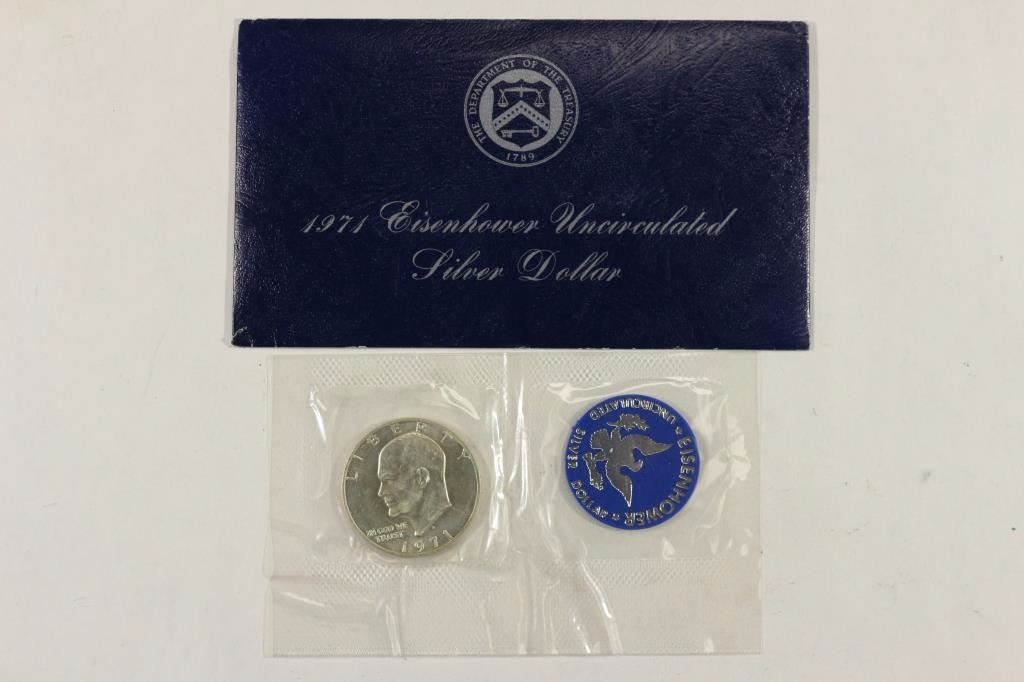 THE DEPARTMENT OF THE TREASURY
1789
1971 Eisenhower Uncirculated
Silver Dollar
LIBERTY
IN GOD WE
TRUST
1971
EISENHOWER
UNCIRCULATED
SILVER
DOLLAR